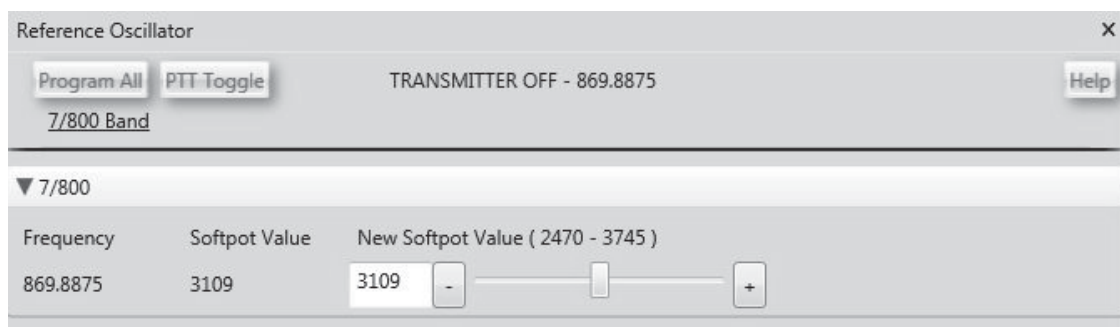 Reference Oscillator x
Program All PTT Toggle TRANSMITTER OFF - 869.8875 Help
7/800 Band
▼ 7/800
Frequency Softpot Value New Softpot Value ( 2470 - 3745 )
869.8875 3109 3109 - +